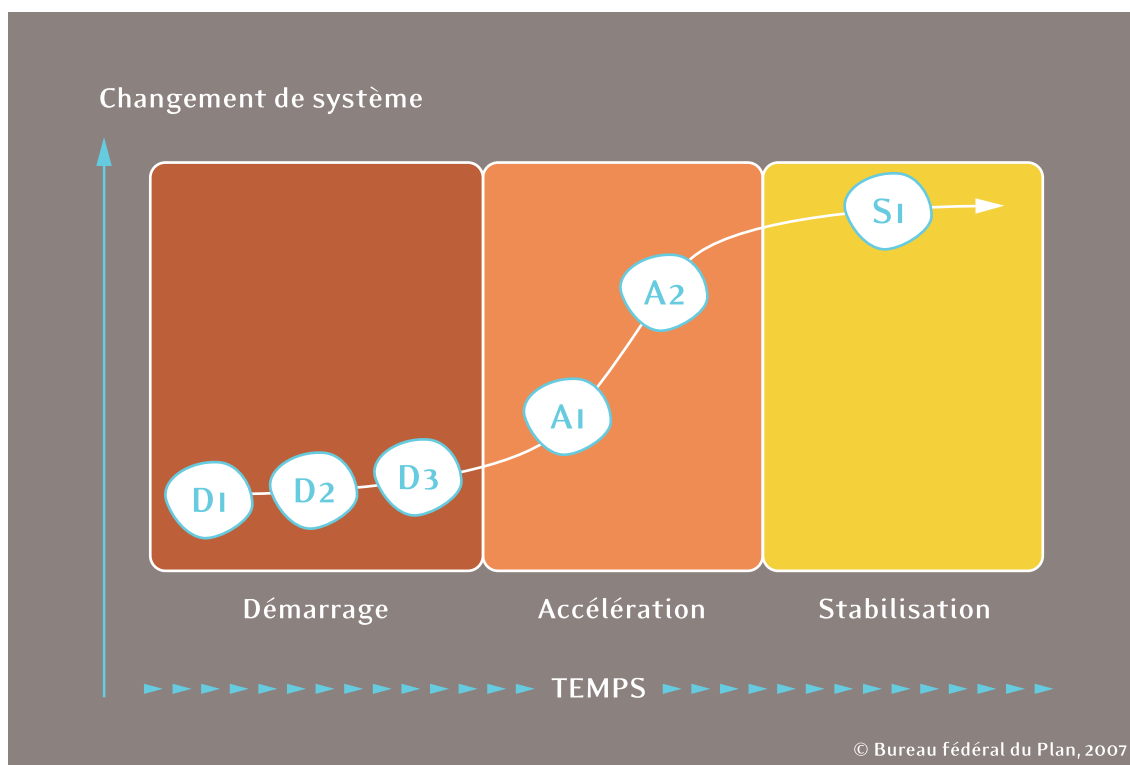 Changement de système
S1
A2
A1
D3
D2
D1
Démarrage
Accélération
Stabilisation
TEMPS
© Bureau fédéral du Plan, 2007